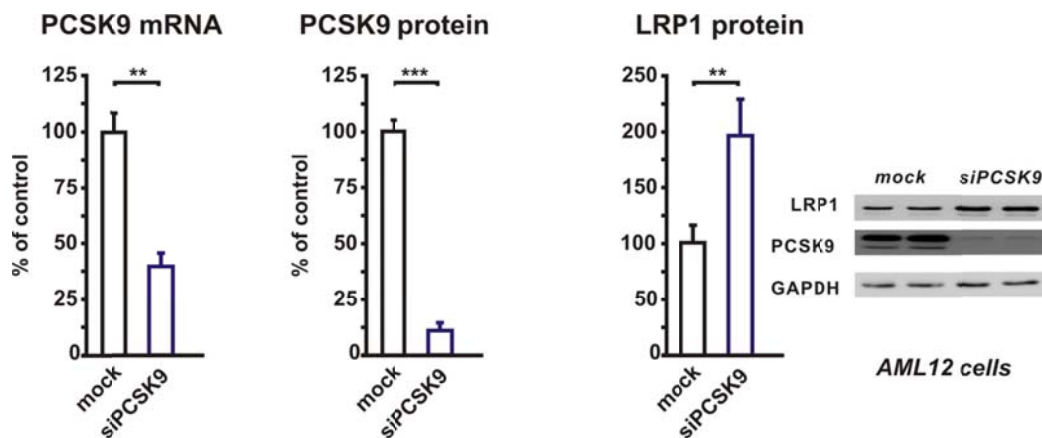 PCSK9 mRNA
% of control
125
100
75
50
25
0
**
mock
siPCSK9
PCSK9 protein
% of control
125
100
75
50
25
0
***
mock
siPCSK9
LRP1 protein
250
200
150
100
50
0
**
mock
siPCSK9
mock siPCSK9
LRP1
PCSK9
GAPDH
AML12 cells